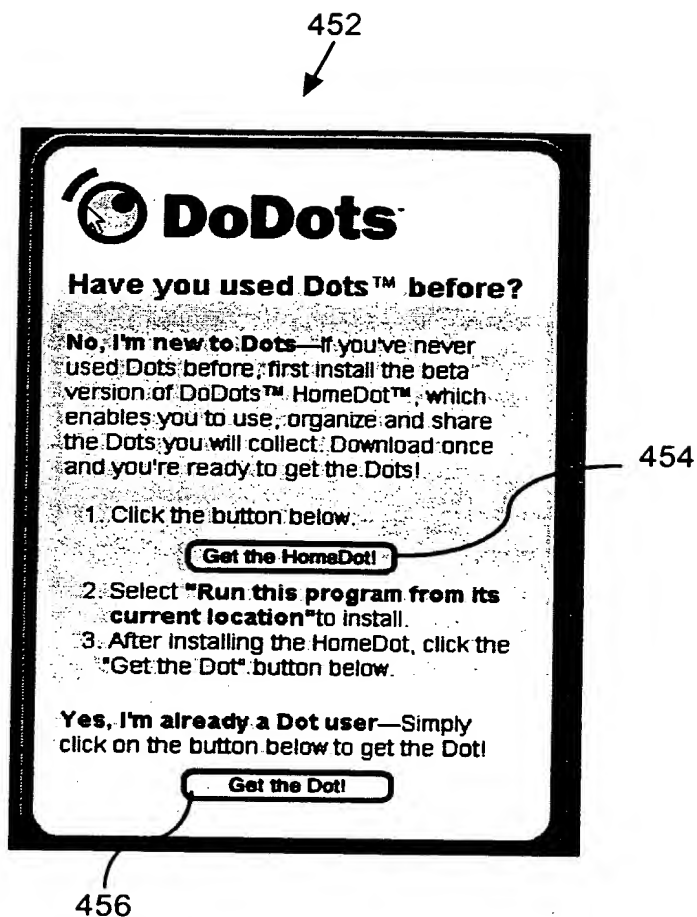 452
DoDots
Have you used Dots™ before?
No, I'm new to Dots—If you've never
used Dots before, first install the beta
version of DoDots™ HomeDot™, which
enables you to use, organize and share
the Dots you will collect. Download once
and you're ready to get the Dots!
454
1. Click the button below.
Get the HomeDot!
2. Select "Run this program from its
current location"to install.
3. After installing the HomeDot, click the
"Get the Dot" button below.
Yes, I'm already a Dot user—Simply
click on the button below to get the Dot!
Get the Dot!
456